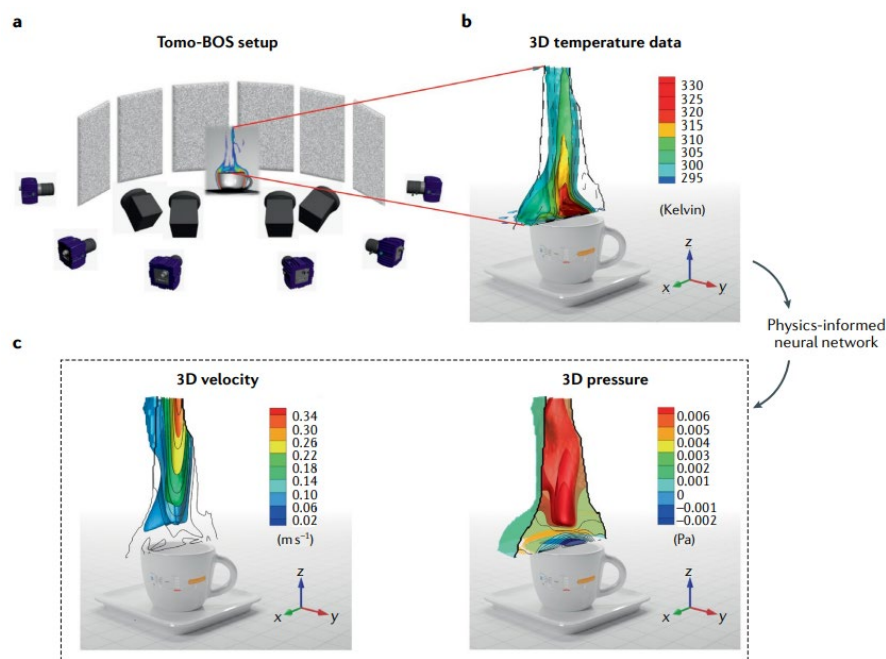 a
Tomo-BOS setup
b
3D temperature data
330
325
320
315
310
305
300
295
(Kelvin)
z
x
y
Physics-informed
neural network
c
3D velocity
0.34
0.30
0.26
0.22
0.18
0.14
0.10
0.06
0.02
(m s⁻¹)
z
x
y
3D pressure
0.006
0.005
0.004
0.003
0.002
0.001
0
−0.001
−0.002
(Pa)
z
x
y